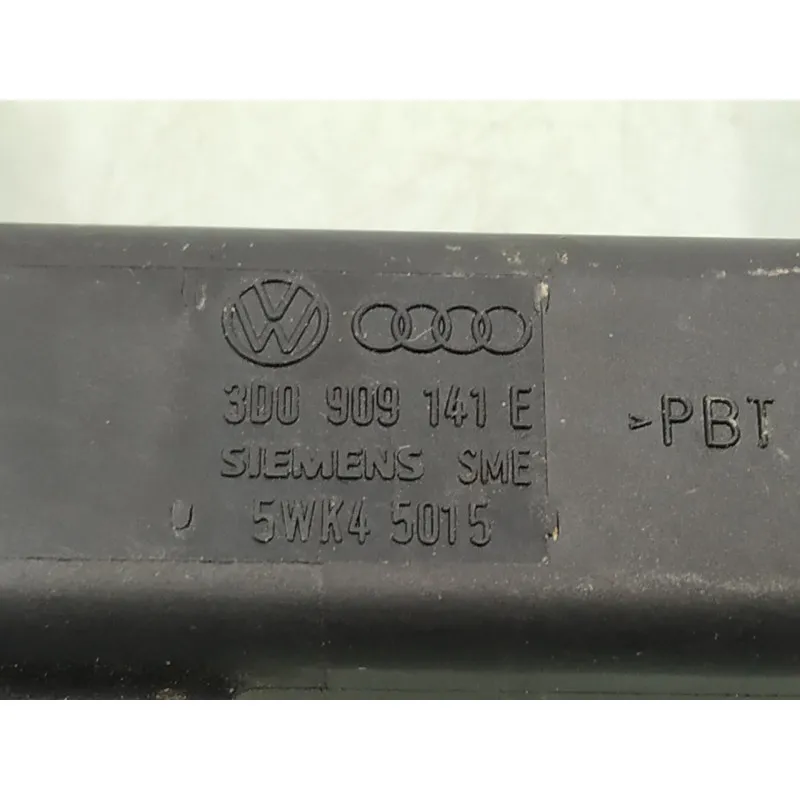 3D0 909 141 E
SIEMENS SME
5WK4 5015
>PBT